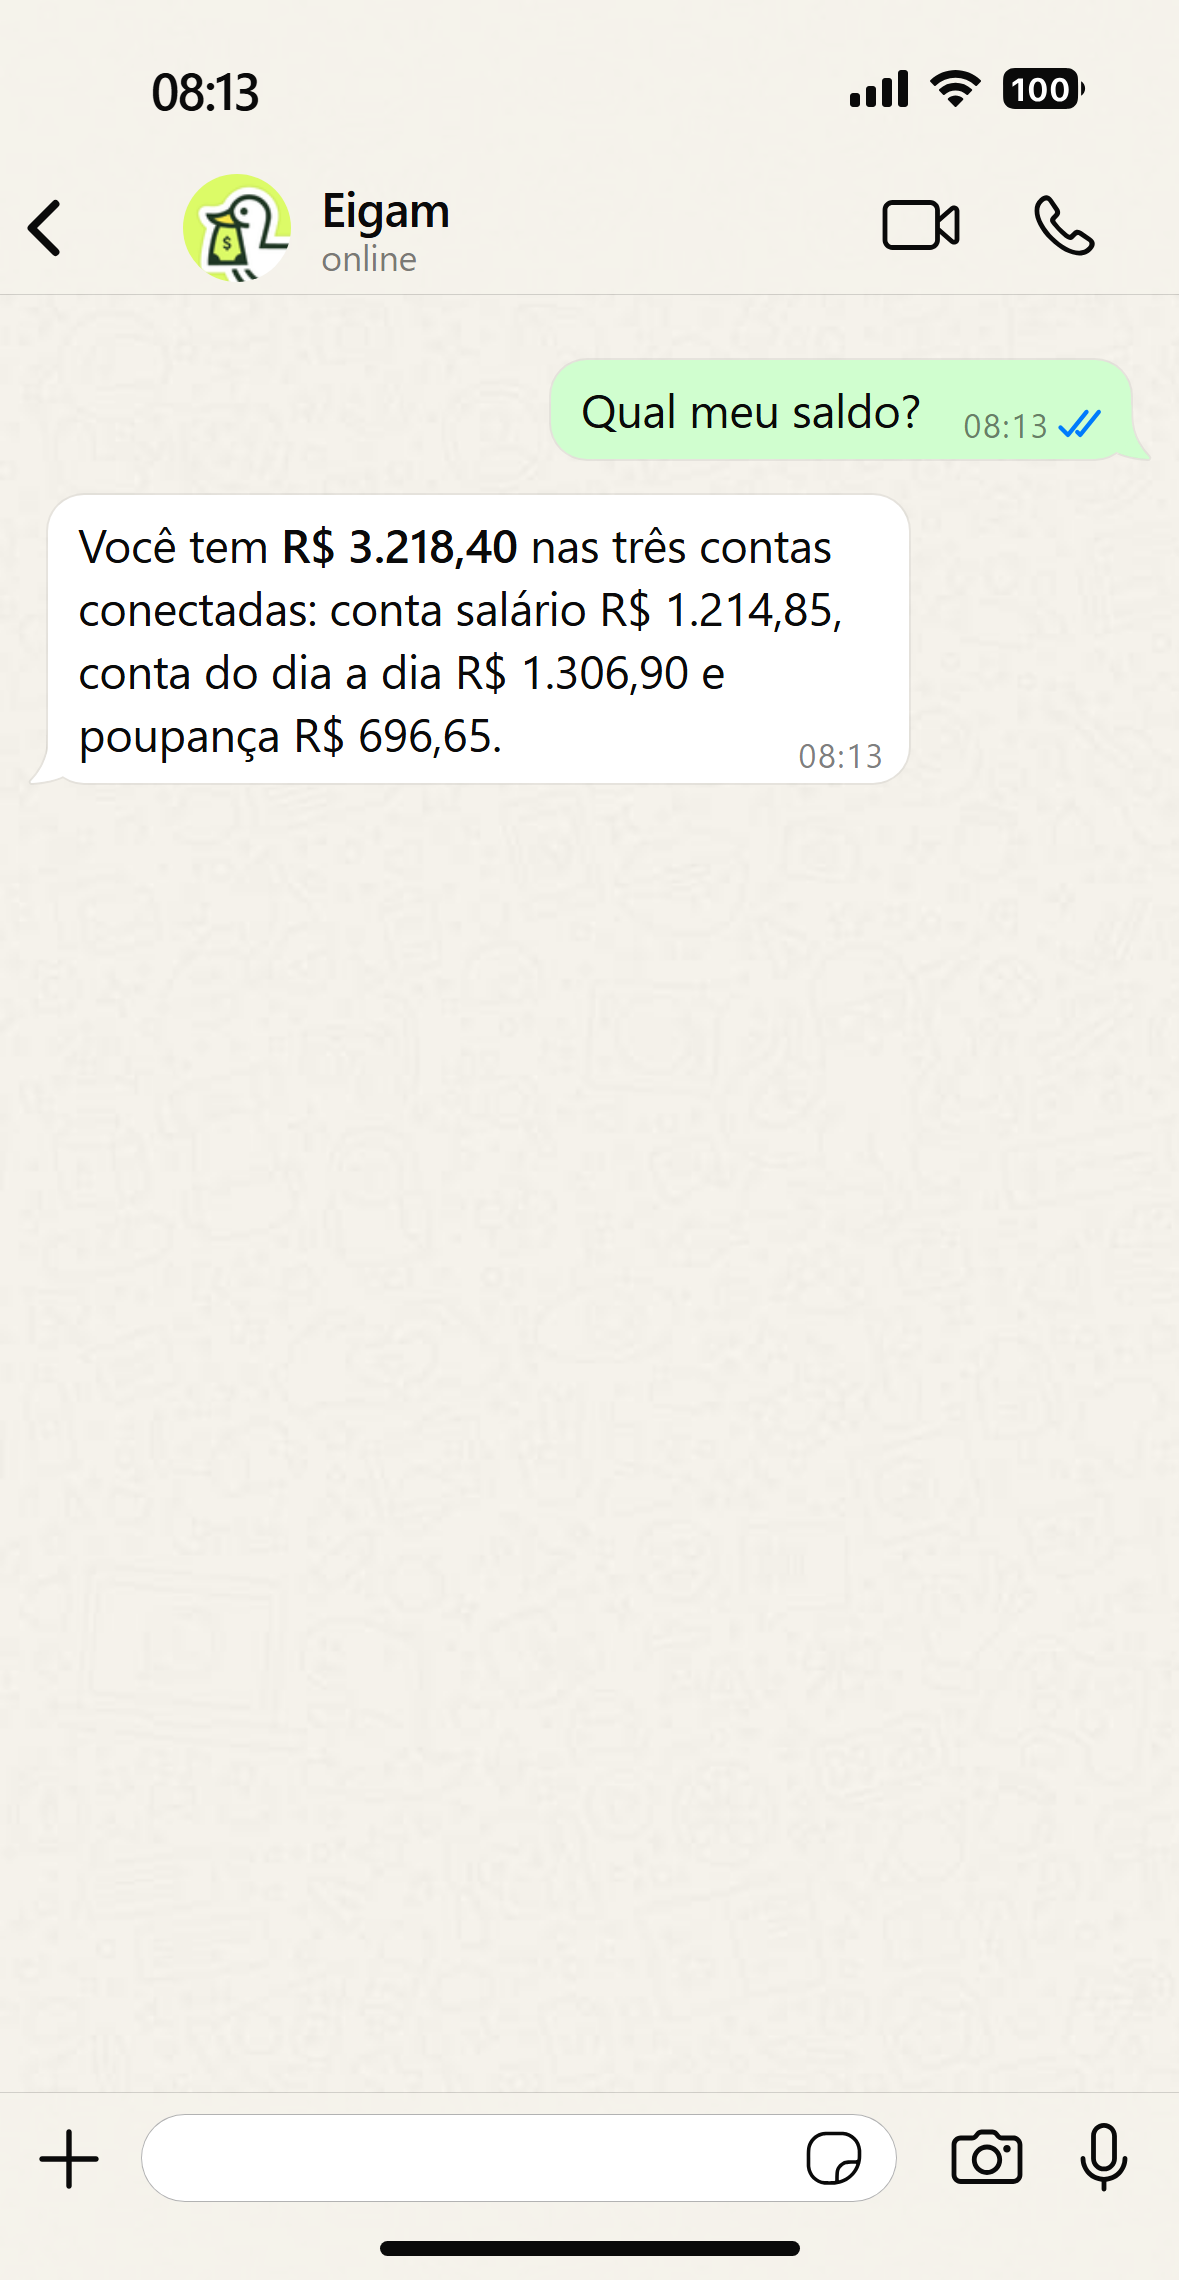 08:13
100
Eigam
online
Qual meu saldo?
08:13
Você tem R$ 3.218,40 nas três contas
conectadas: conta salário R$ 1.214,85,
conta do dia a dia R$ 1.306,90 e
poupança R$ 696,65.
08:13